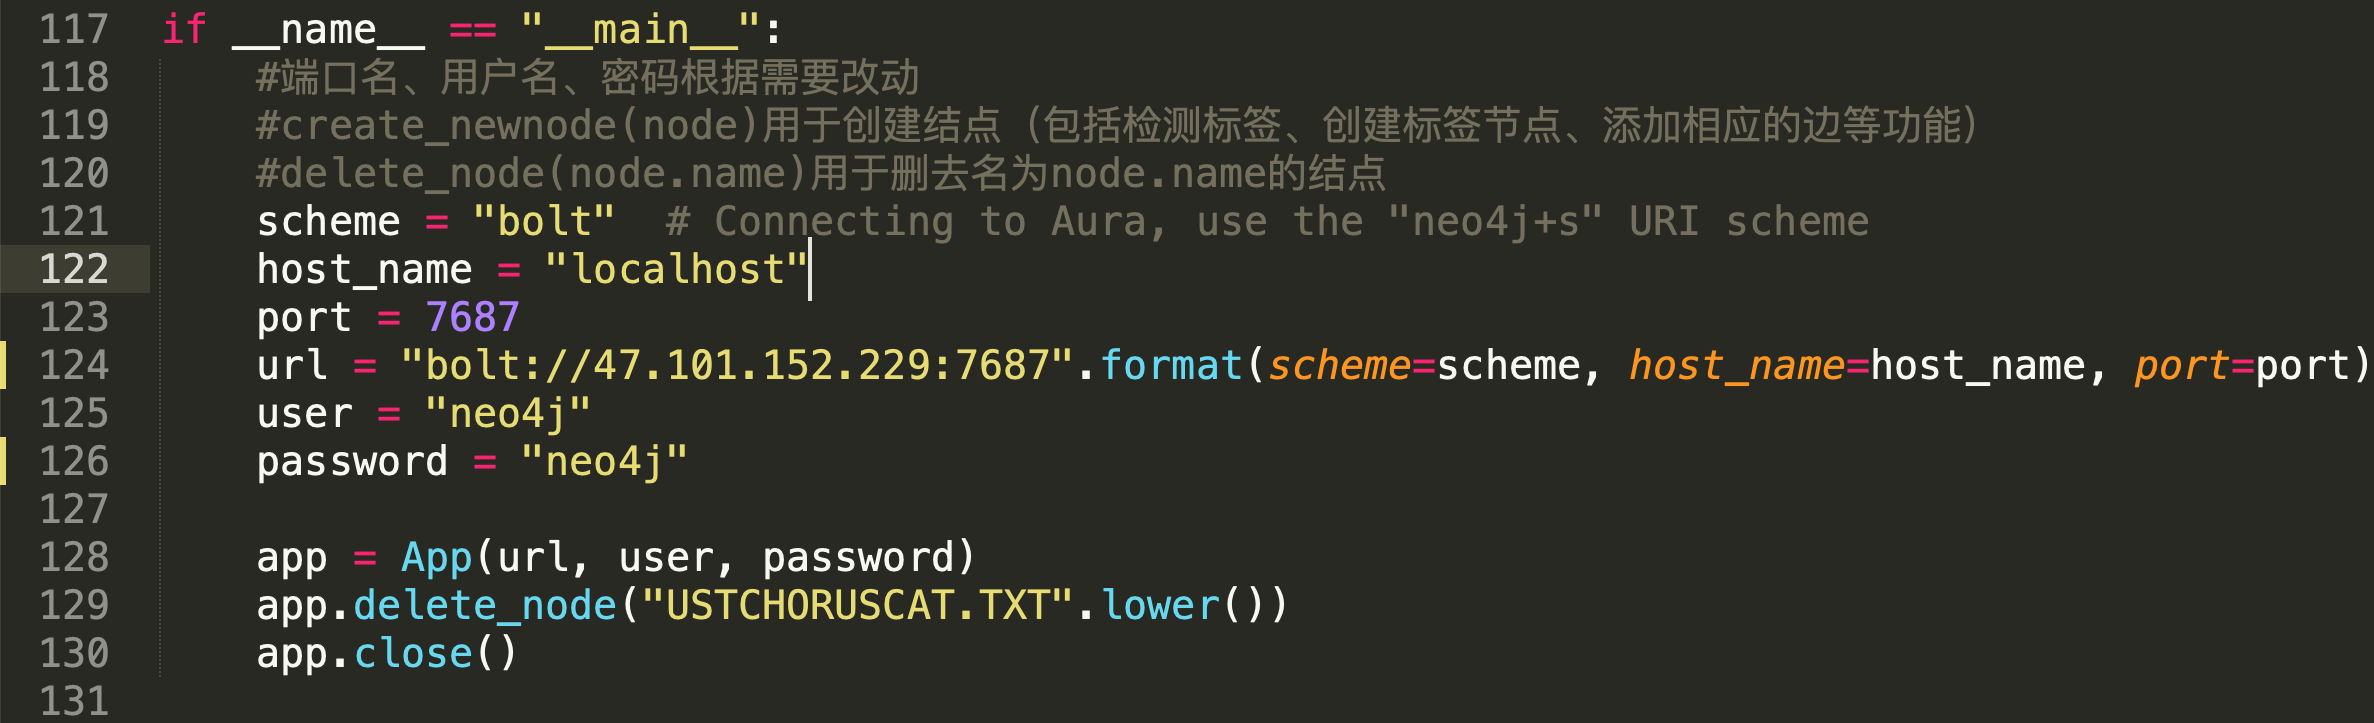 117 if __name__ == "__main__":
118 #端口名、用户名、密码根据需要改动
119 #create_newnode(node)用于创建结点（包括检测标签、创建标签节点、添加相应的边等功能）
120 #delete_node(node.name)用于删去名为node.name的结点
121 scheme = "bolt"  # Connecting to Aura, use the "neo4j+s" URI scheme
122 host_name = "localhost"
123 port = 7687
124 url = "bolt://47.101.152.229:7687".format(scheme=scheme, host_name=host_name, port=port)
125 user = "neo4j"
126 password = "neo4j"
127
128 app = App(url, user, password)
129 app.delete_node("USTCHORUSCAT.TXT".lower())
130 app.close()
131